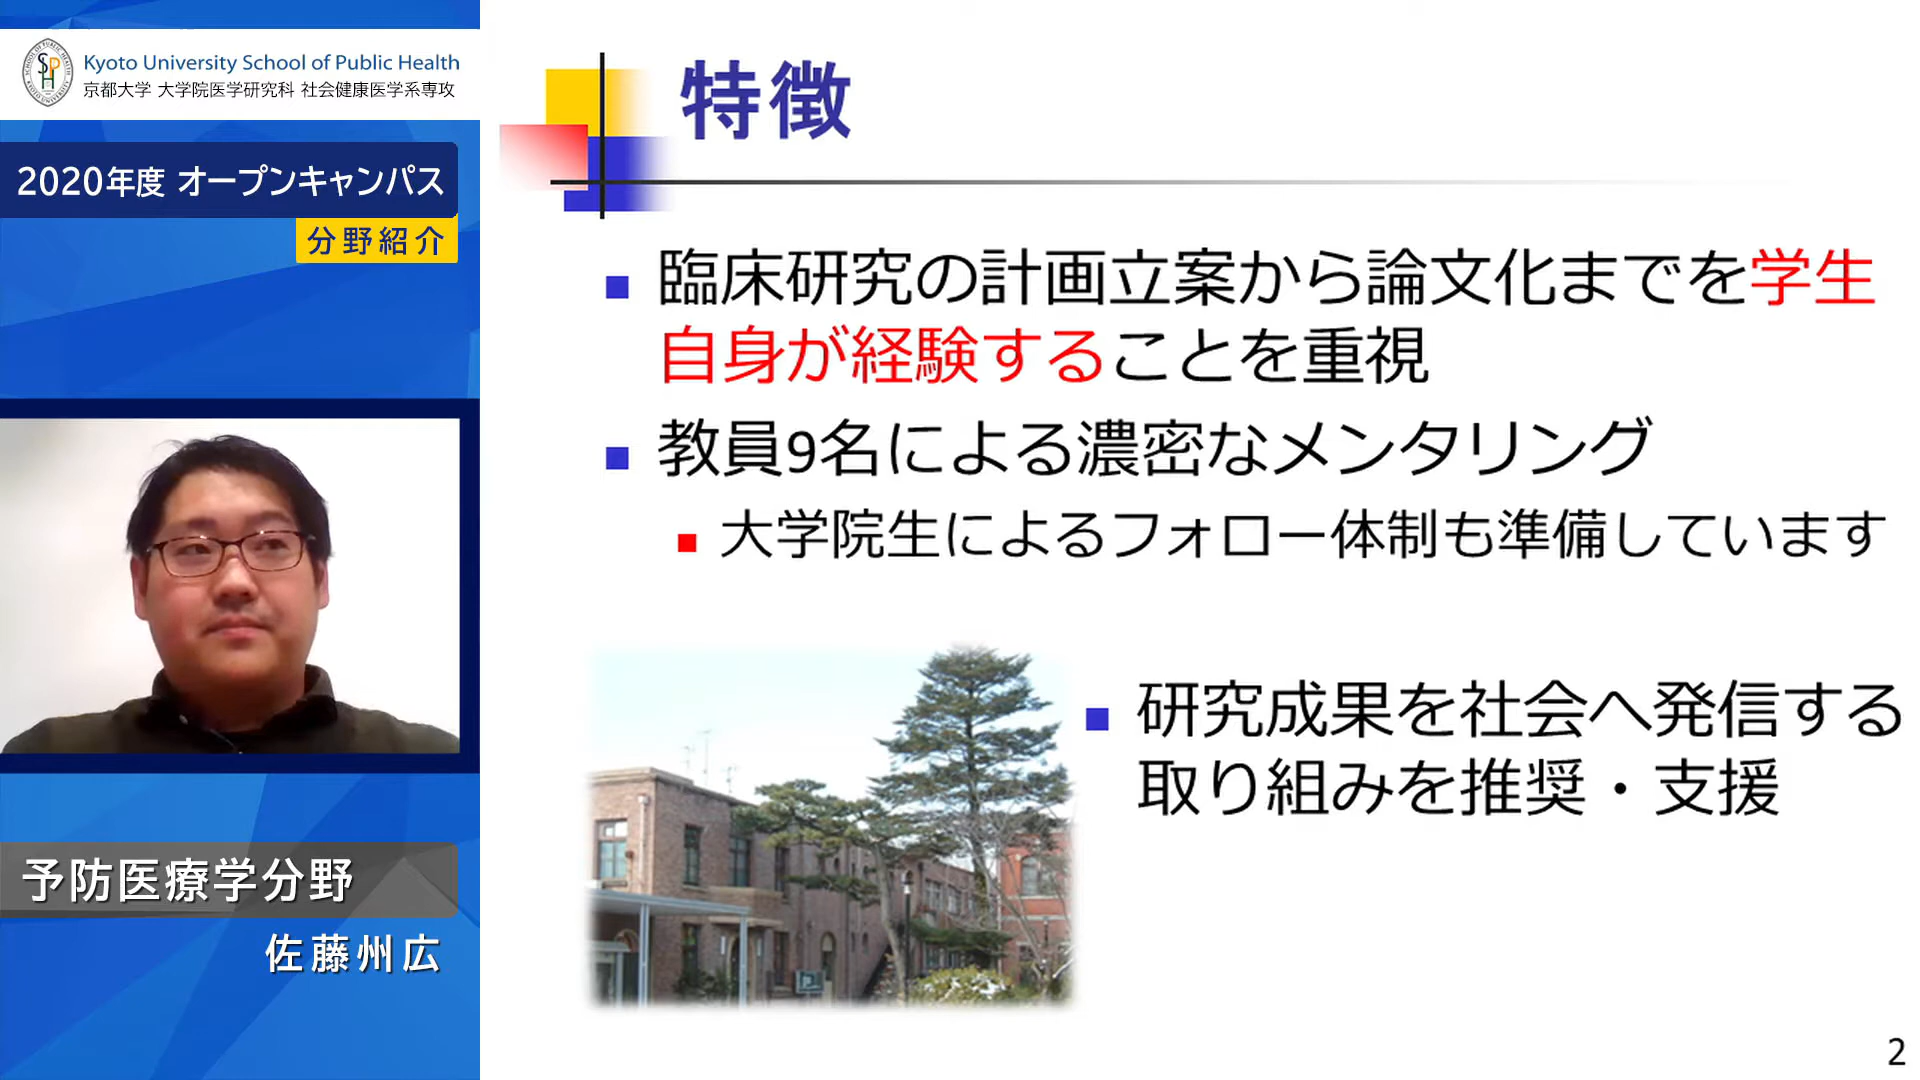 Kyoto University School of Public Health
京都大学 大学院医学研究科 社会健康医学系専攻
2020年度 オープンキャンパス
分野紹介
予防医療学分野
佐藤州広
特徴
臨床研究の計画立案から論文化までを学生
自身が経験することを重視
教員9名による濃密なメンタリング
大学院生によるフォロー体制も準備しています
研究成果を社会へ発信する
取り組みを推奨・支援
2